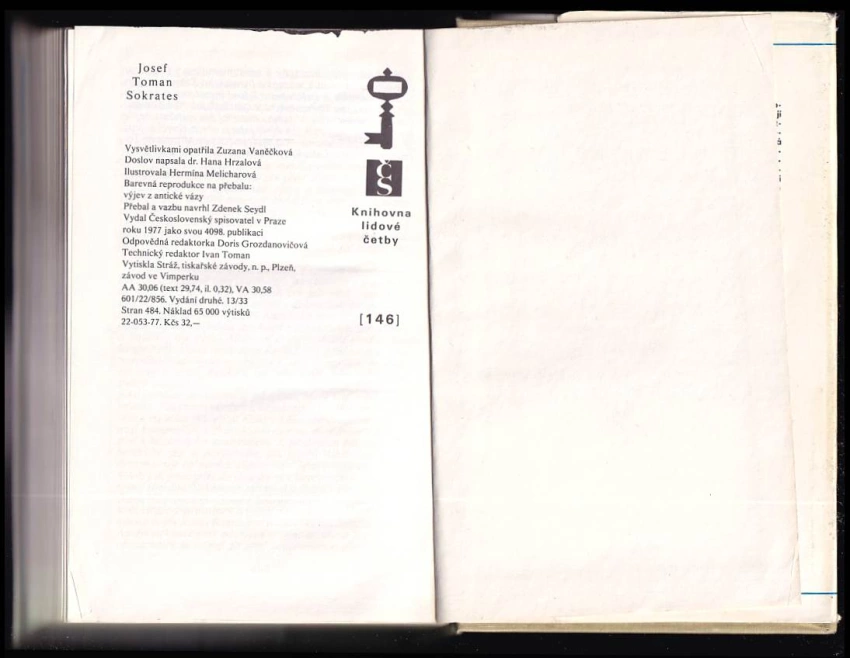 Josef
Toman
Sokrates
Vysvětlivkami opatřila Zuzana Vaněčková
Doslov napsala dr. Hana Hrzalová
Ilustrovala Hermína Melicharová
Barevná reprodukce na přebalu:
výjev z antické vázy
Přebal a vazbu navrhl Zdenek Seydl
Vydal Československý spisovatel v Praze
roku 1977 jako svou 4098. publikaci
Odpovědná redaktorka Doris Grozdanovičová
Technický redaktor Ivan Toman
Vytiskla Stráž, tiskařské závody, n. p., Plzeň,
závod ve Vimperku
AA 30,06 (text 29,74, il. 0,32), VA 30,58
601/22/856. Vydání druhé. 13/33
Stran 484. Náklad 65 000 výtisků
22-053-77. Kčs 32,—
ČS
Knihovna
lidové
četby
[146]